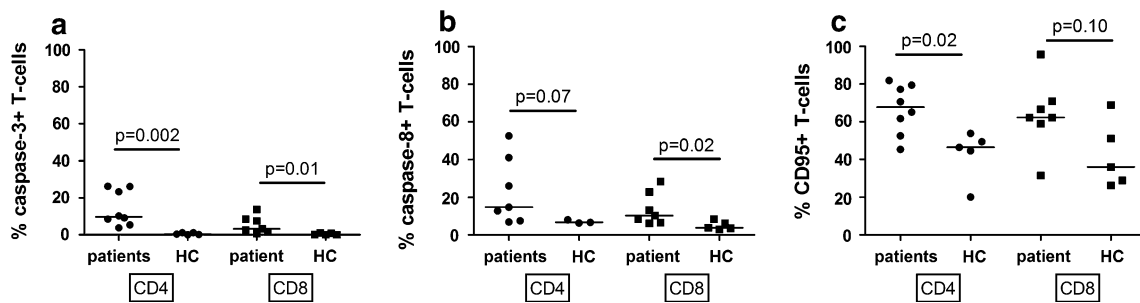 a
% caspase-3+ T-cells
100
80
60
40
20
0
p=0.002
p=0.01
patients HC patient HC
CD4 CD8
b
% caspase-8+ T-cells
100
80
60
40
20
0
p=0.07
p=0.02
patients HC patient HC
CD4 CD8
c
% CD95+ T-cells
100
80
60
40
20
0
p=0.02
p=0.10
patients HC patient HC
CD4 CD8